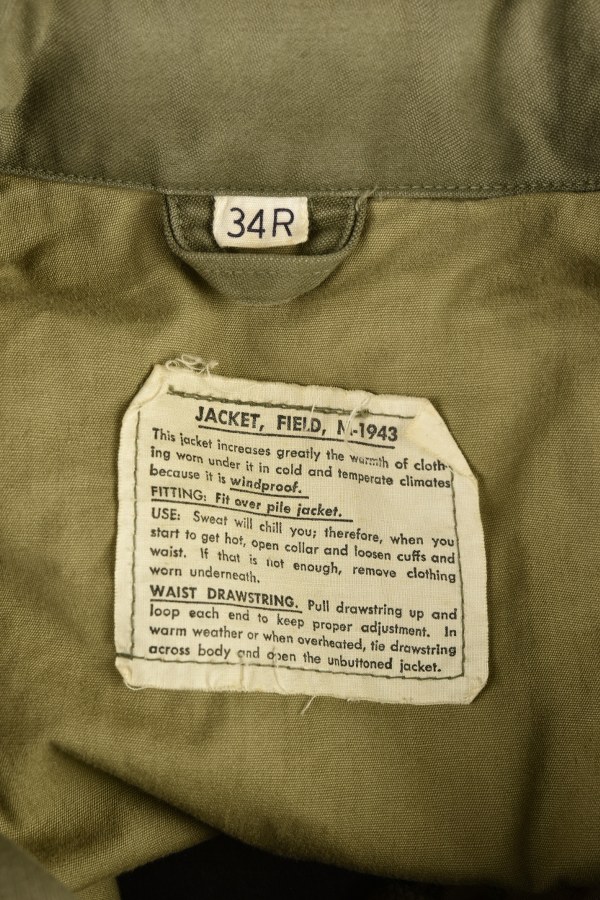 34R
JACKET, FIELD, M-1943
This jacket increases greatly the warmth of cloth-
ing worn under it in cold and temperate climates
because it is windproof.
FITTING: Fit over pile jacket.
USE: Sweat will chill you; therefore, when you
start to get hot, open collar and loosen cuffs and
waist. If that is not enough, remove clothing
worn underneath.
WAIST DRAWSTRING. Pull drawstring up and
loop each end to keep proper adjustment. In
warm weather or when overheated, tie drawstring
across body and open the unbuttoned jacket.